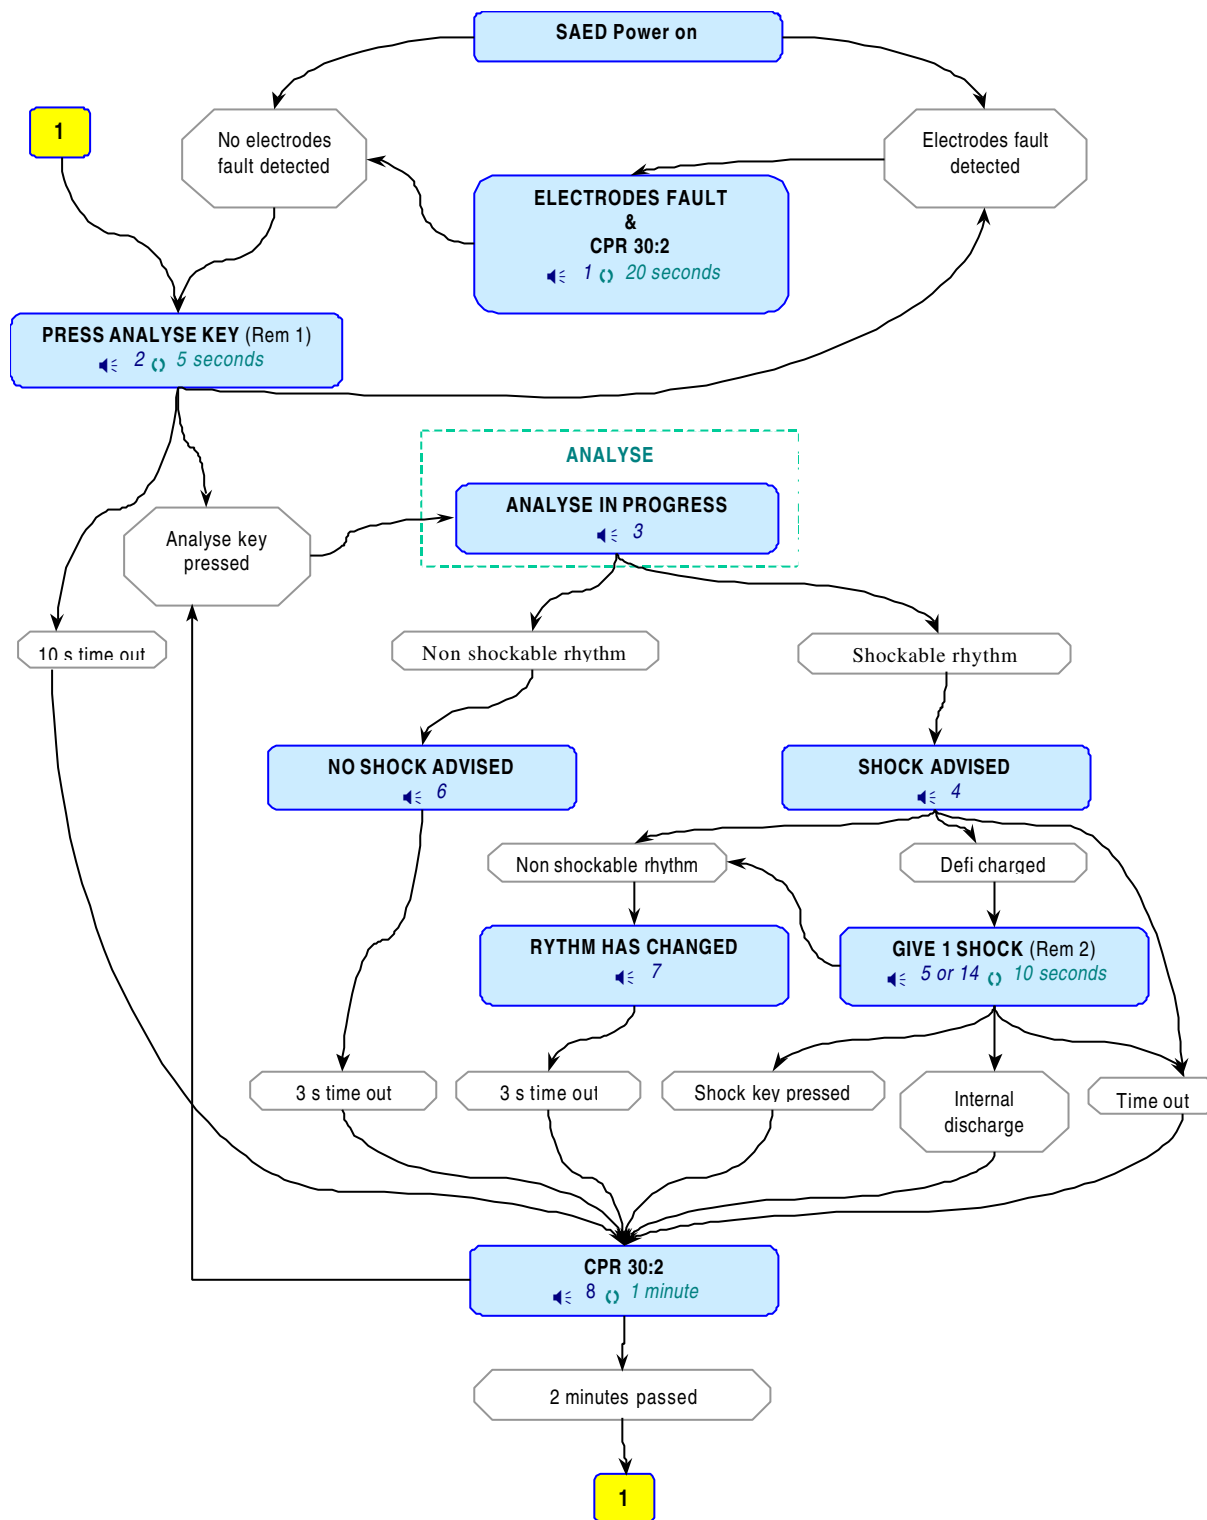 SAED Power on
1
No electrodes
fault detected
Electrodes fault
detected
ELECTRODES FAULT
&
CPR 30:2
1 20 seconds
PRESS ANALYSE KEY (Rem 1)
2 5 seconds
ANALYSE
ANALYSE IN PROGRESS
3
Analyse key
pressed
10 s time out
Non shockable rhythm
Shockable rhythm
NO SHOCK ADVISED
6
SHOCK ADVISED
4
Non shockable rhythm
Defi charged
RYTHM HAS CHANGED
7
GIVE 1 SHOCK (Rem 2)
5 or 14 10 seconds
3 s time out
3 s time out
Shock key pressed
Internal
discharge
Time out
CPR 30:2
8 1 minute
2 minutes passed
1